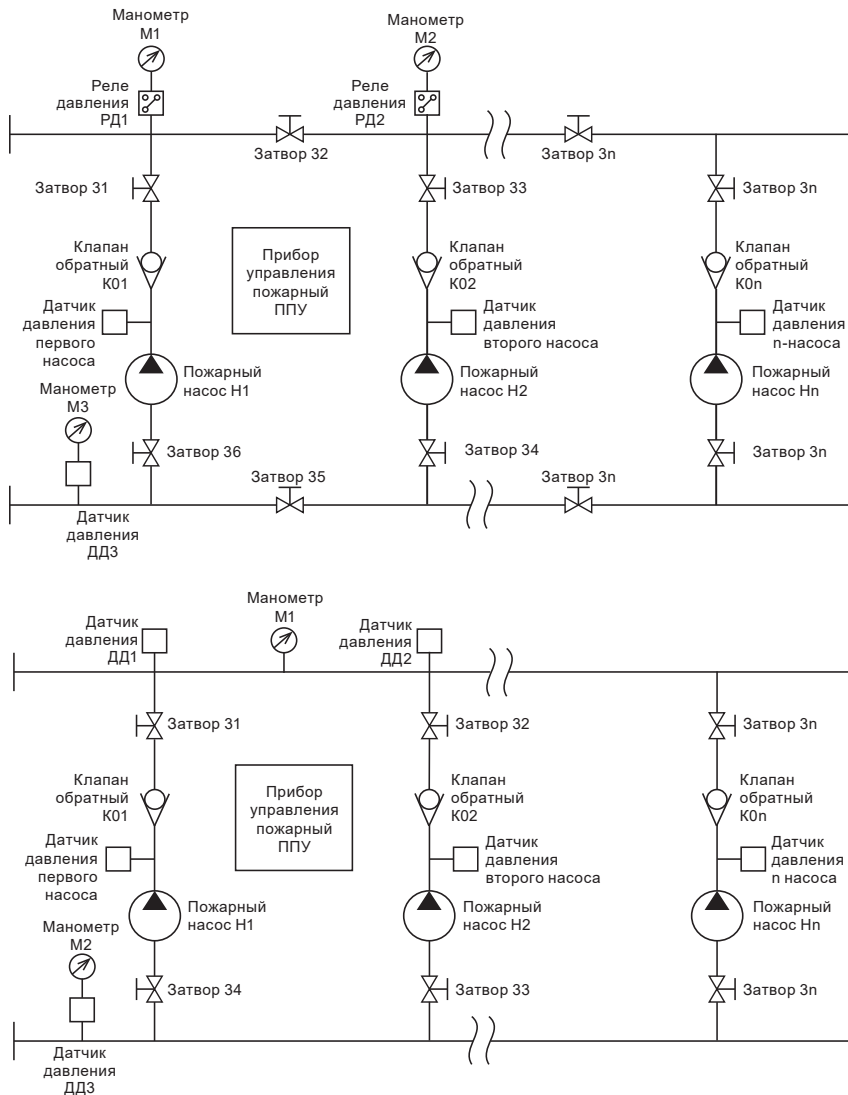 Манометр
М1
Манометр
М2
Реле
давления
РД1
Реле
давления
РД2
Затвор 32
Затвор 3n
Затвор 31
Затвор 33
Затвор 3n
Клапан
обратный
К01
Прибор
управления
пожарный
ППУ
Клапан
обратный
К02
Клапан
обратный
К0n
Датчик
давления
первого
насоса
Датчик
давления
второго насоса
Датчик
давления
n-насоса
Пожарный
насос Н1
Пожарный
насос Н2
Пожарный
насос Нn
Манометр
М3
Затвор 36
Затвор 34
Затвор 3n
Затвор 35
Затвор 3n
Датчик
давления
ДД3
Датчик
давления
ДД1
Манометр
М1
Датчик
давления
ДД2
Затвор 31
Затвор 32
Затвор 3n
Клапан
обратный
К01
Прибор
управления
пожарный
ППУ
Клапан
обратный
К02
Клапан
обратный
К0n
Датчик
давления
первого
насоса
Датчик
давления
второго насоса
Датчик
давления
n насоса
Пожарный
насос Н1
Пожарный
насос Н2
Пожарный
насос Нn
Манометр
М2
Затвор 34
Затвор 33
Затвор 3n
Датчик
давления
ДД3